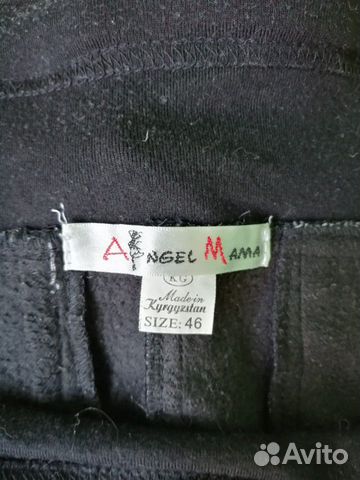 ANGEL MAMA
KG
Made in
Kyrgyzstan
SIZE: 46
Avito